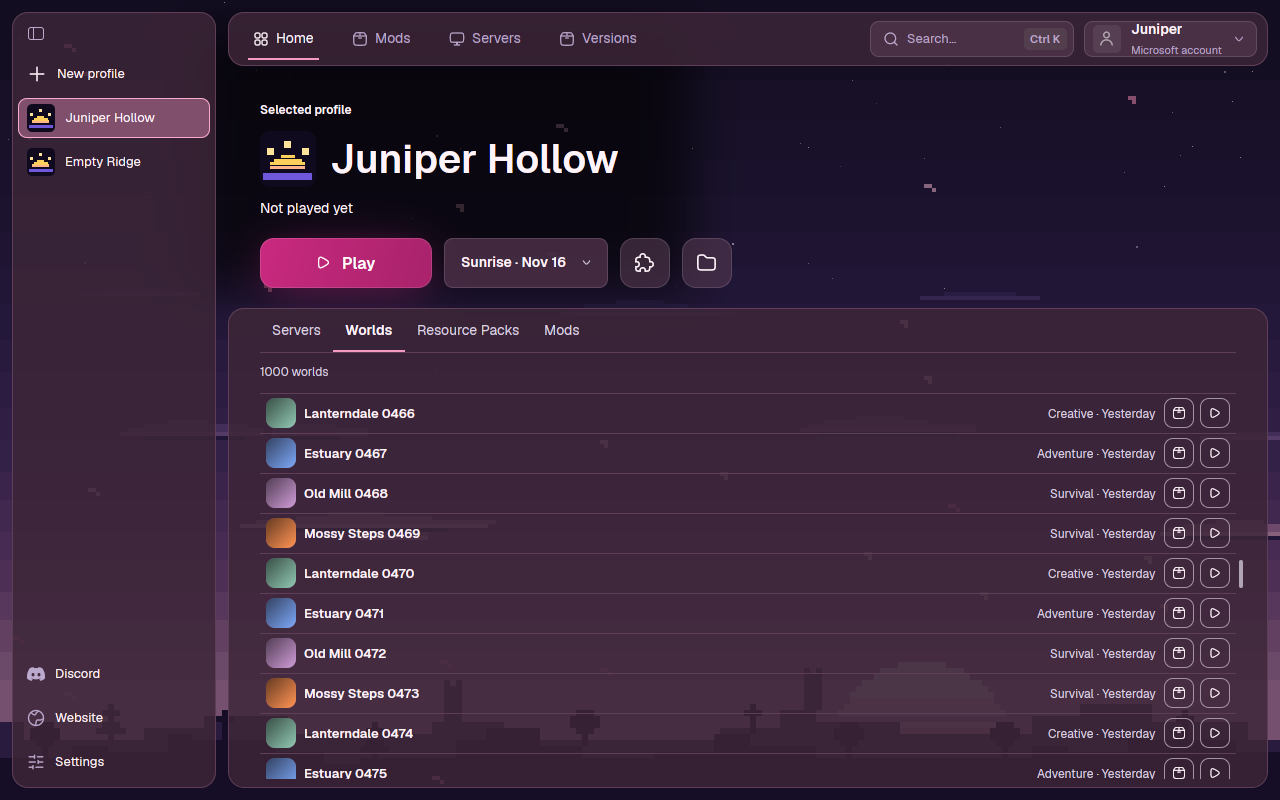 New profile
Juniper Hollow
Empty Ridge
Discord
Website
Settings
Home
Mods
Servers
Versions
Search...
Ctrl K
Juniper
Microsoft account
Selected profile
Juniper Hollow
Not played yet
Play
Sunrise · Nov 16
Servers
Worlds
Resource Packs
Mods
1000 worlds
Lanterndale 0466 Creative · Yesterday
Estuary 0467 Adventure · Yesterday
Old Mill 0468 Survival · Yesterday
Mossy Steps 0469 Survival · Yesterday
Lanterndale 0470 Creative · Yesterday
Estuary 0471 Adventure · Yesterday
Old Mill 0472 Survival · Yesterday
Mossy Steps 0473 Survival · Yesterday
Lanterndale 0474 Creative · Yesterday
Estuary 0475 Adventure · Yesterday